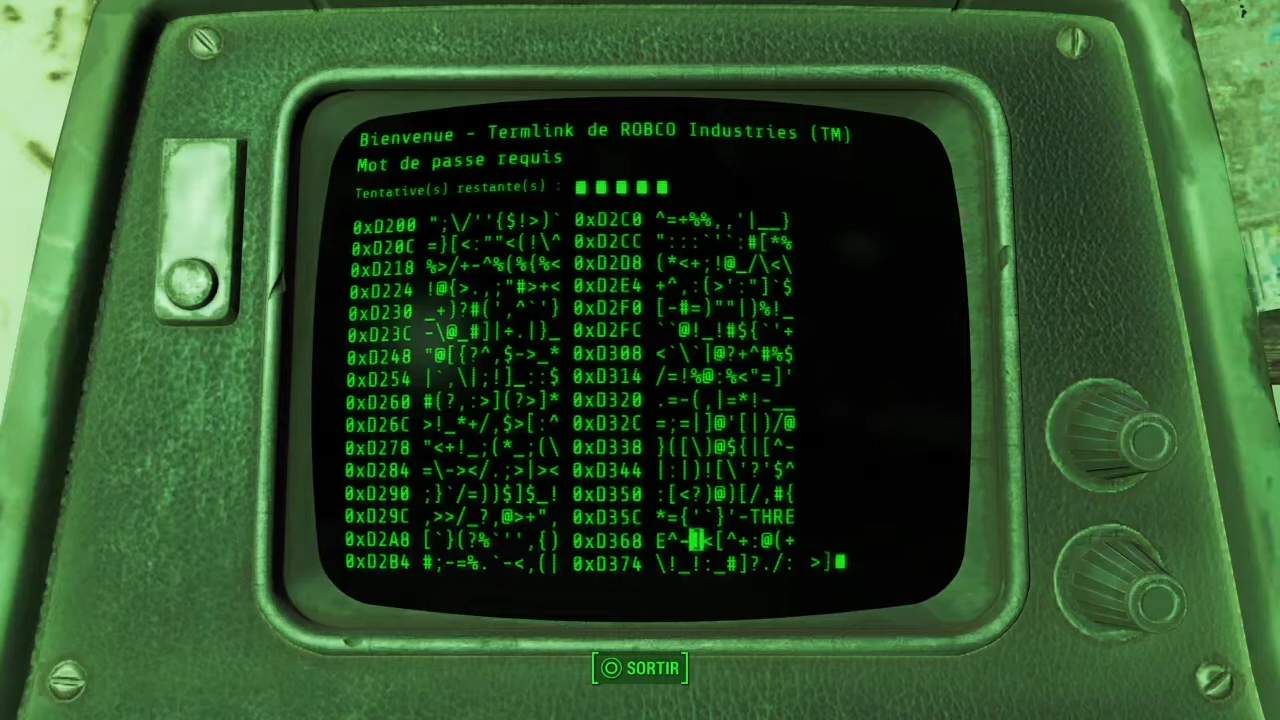 Bienvenue - Termlink de ROBCO Industries (TM)
Mot de passe requis
Tentative(s) restante(s) : ■ ■ ■ ■ ■
0xD200 ";\/''{$!>)` 0xD2C0 ^=+%%,,'|__}
0xD20C =}[<:""<(!\^ 0xD2CC ":::`'`:#[*%
0xD218 %>/+-^%(%{%< 0xD2D8 (*<+;!@_/\<\
0xD224 !@{>.,;"#>+< 0xD2E4 +^,:(>':"]`$
0xD230 _+)?#(',^`'} 0xD2F0 [-#=)""|)%!_
0xD23C -\@_#]|+.|}_ 0xD2FC ``@!_!#${``+
0xD248 "@[{?^,$->_* 0xD308 <`\`|@?+^#%$
0xD254 |`,\|;!]_::$ 0xD314 /=!%@:%<"=]'
0xD260 #(?,:>](?>]* 0xD320 .=-(,|=*!-__
0xD26C >!_*+/,$>[:^ 0xD32C =;=|]@'[|)/@
0xD278 "<+!_;(*_;(\ 0xD338 }([\)@${|[^-
0xD284 =\-></.;>|>< 0xD344 |:|)![\'?'$^
0xD290 ;}`/=))$]$_! 0xD350 :[<?)@)[/,#{
0xD29C ,>>/_?,@>+", 0xD35C *={'`}'-THRE
0xD2A8 [`}(?%`'',{) 0xD368 E^-]<[^+:@(+
0xD2B4 #;-=%.`-<,(| 0xD374 \!_!:_#]?./: >]■
SORTIR